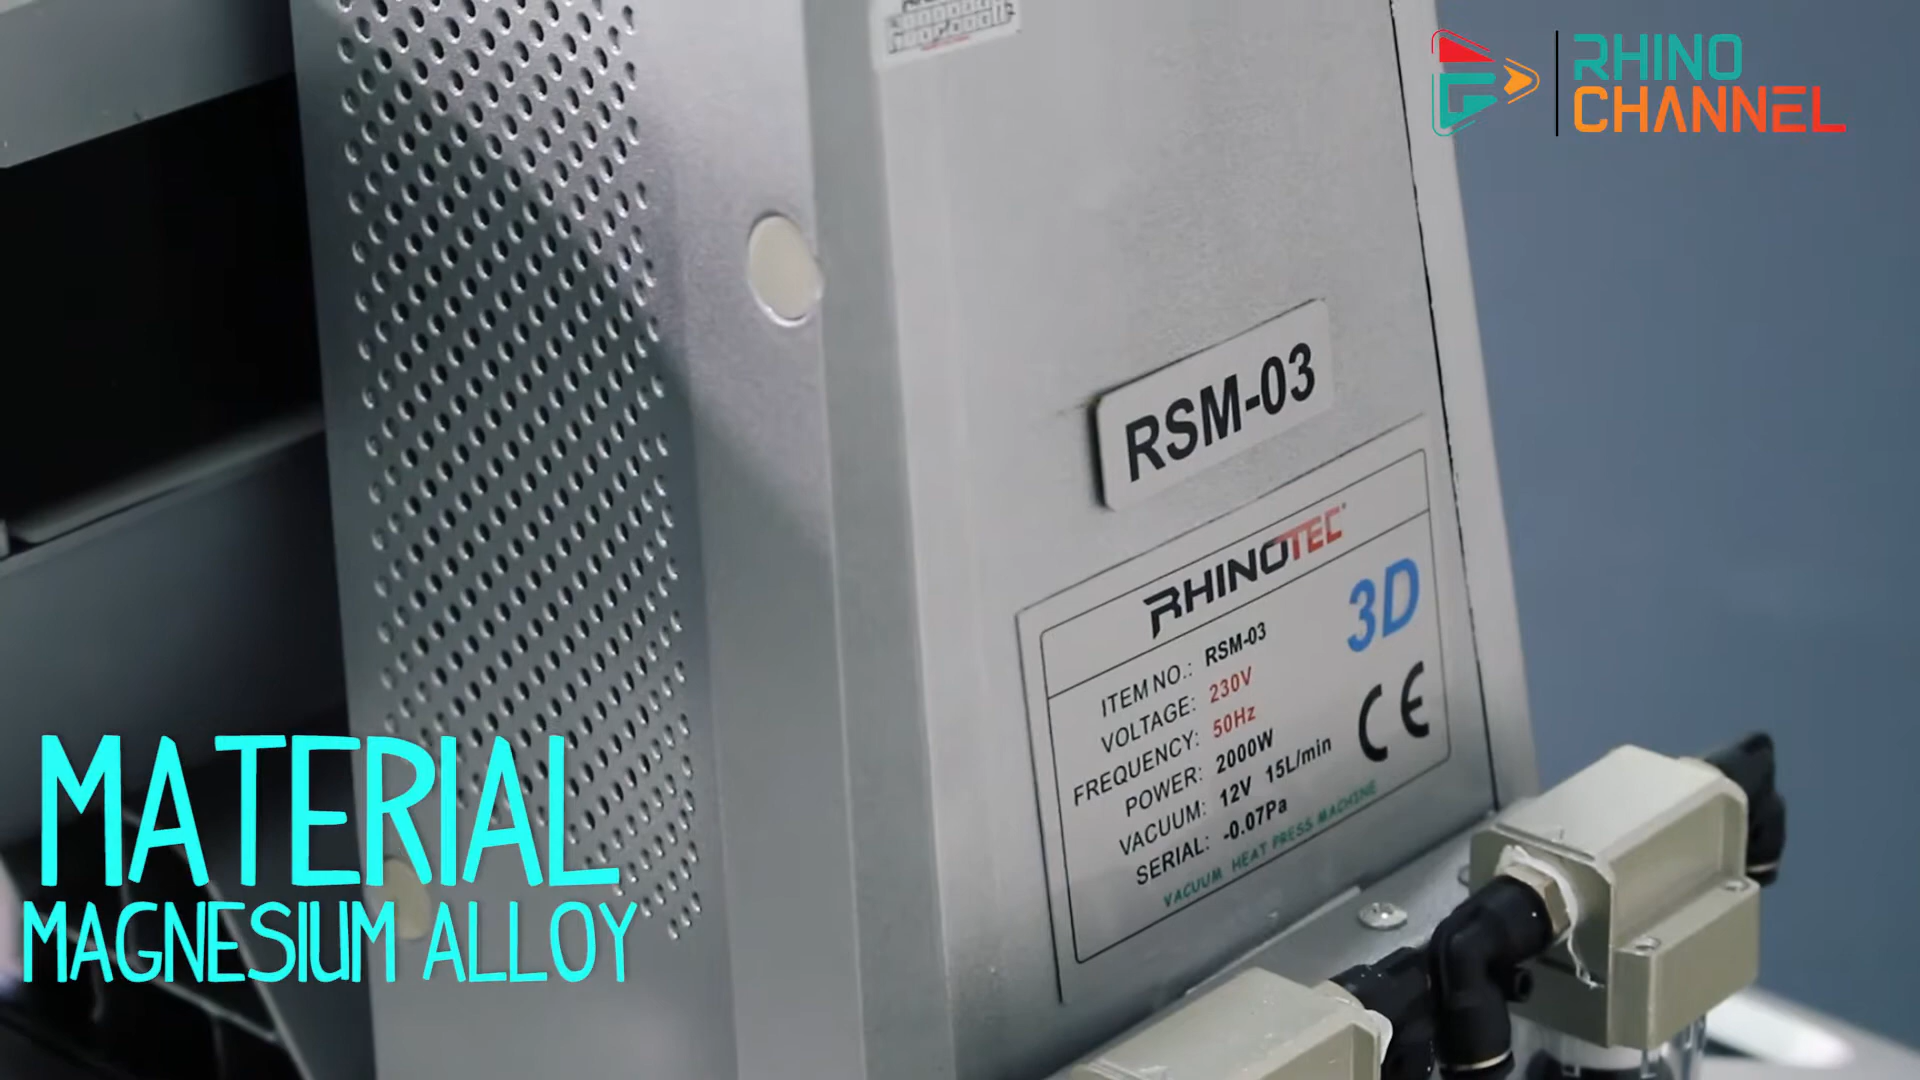 RHINO
CHANNEL
RSM-03
RHINOTEC
3D
ITEM NO.: RSM-03
VOLTAGE: 230V
FREQUENCY: 50Hz
POWER: 2000W
VACUUM: 12V 15L/min
SERIAL: -0.07Pa
CE
VACUUM HEAT PRESS MACHINE
MATERIAL
MAGNESIUM ALLOY